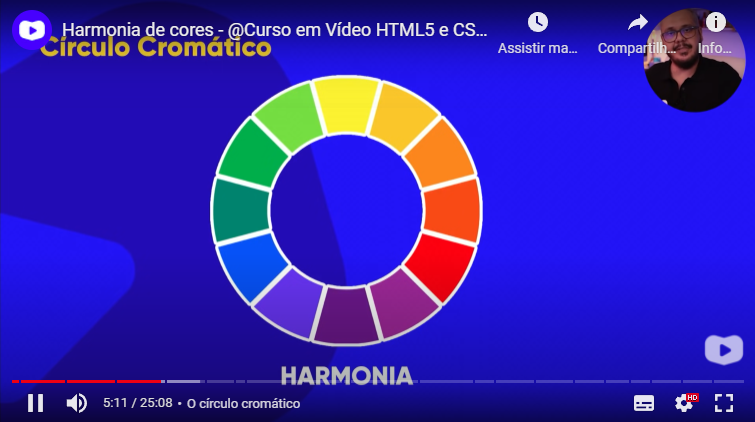 Harmonia de cores - @Curso em Vídeo HTML5 e CS...
Círculo Cromático
Assistir ma...
Compartilh...
Info...
HARMONIA
5:11 / 25:08 • O círculo cromático
HD